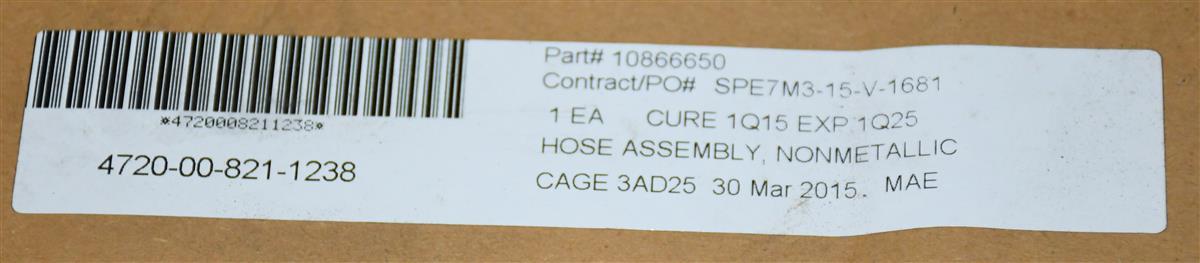 *4720008211238*
4720-00-821-1238
Part# 10866650
Contract/PO# SPE7M3-15-V-1681
1 EA CURE 1Q15 EXP 1Q25
HOSE ASSEMBLY, NONMETALLIC
CAGE 3AD25 30 Mar 2015. MAE